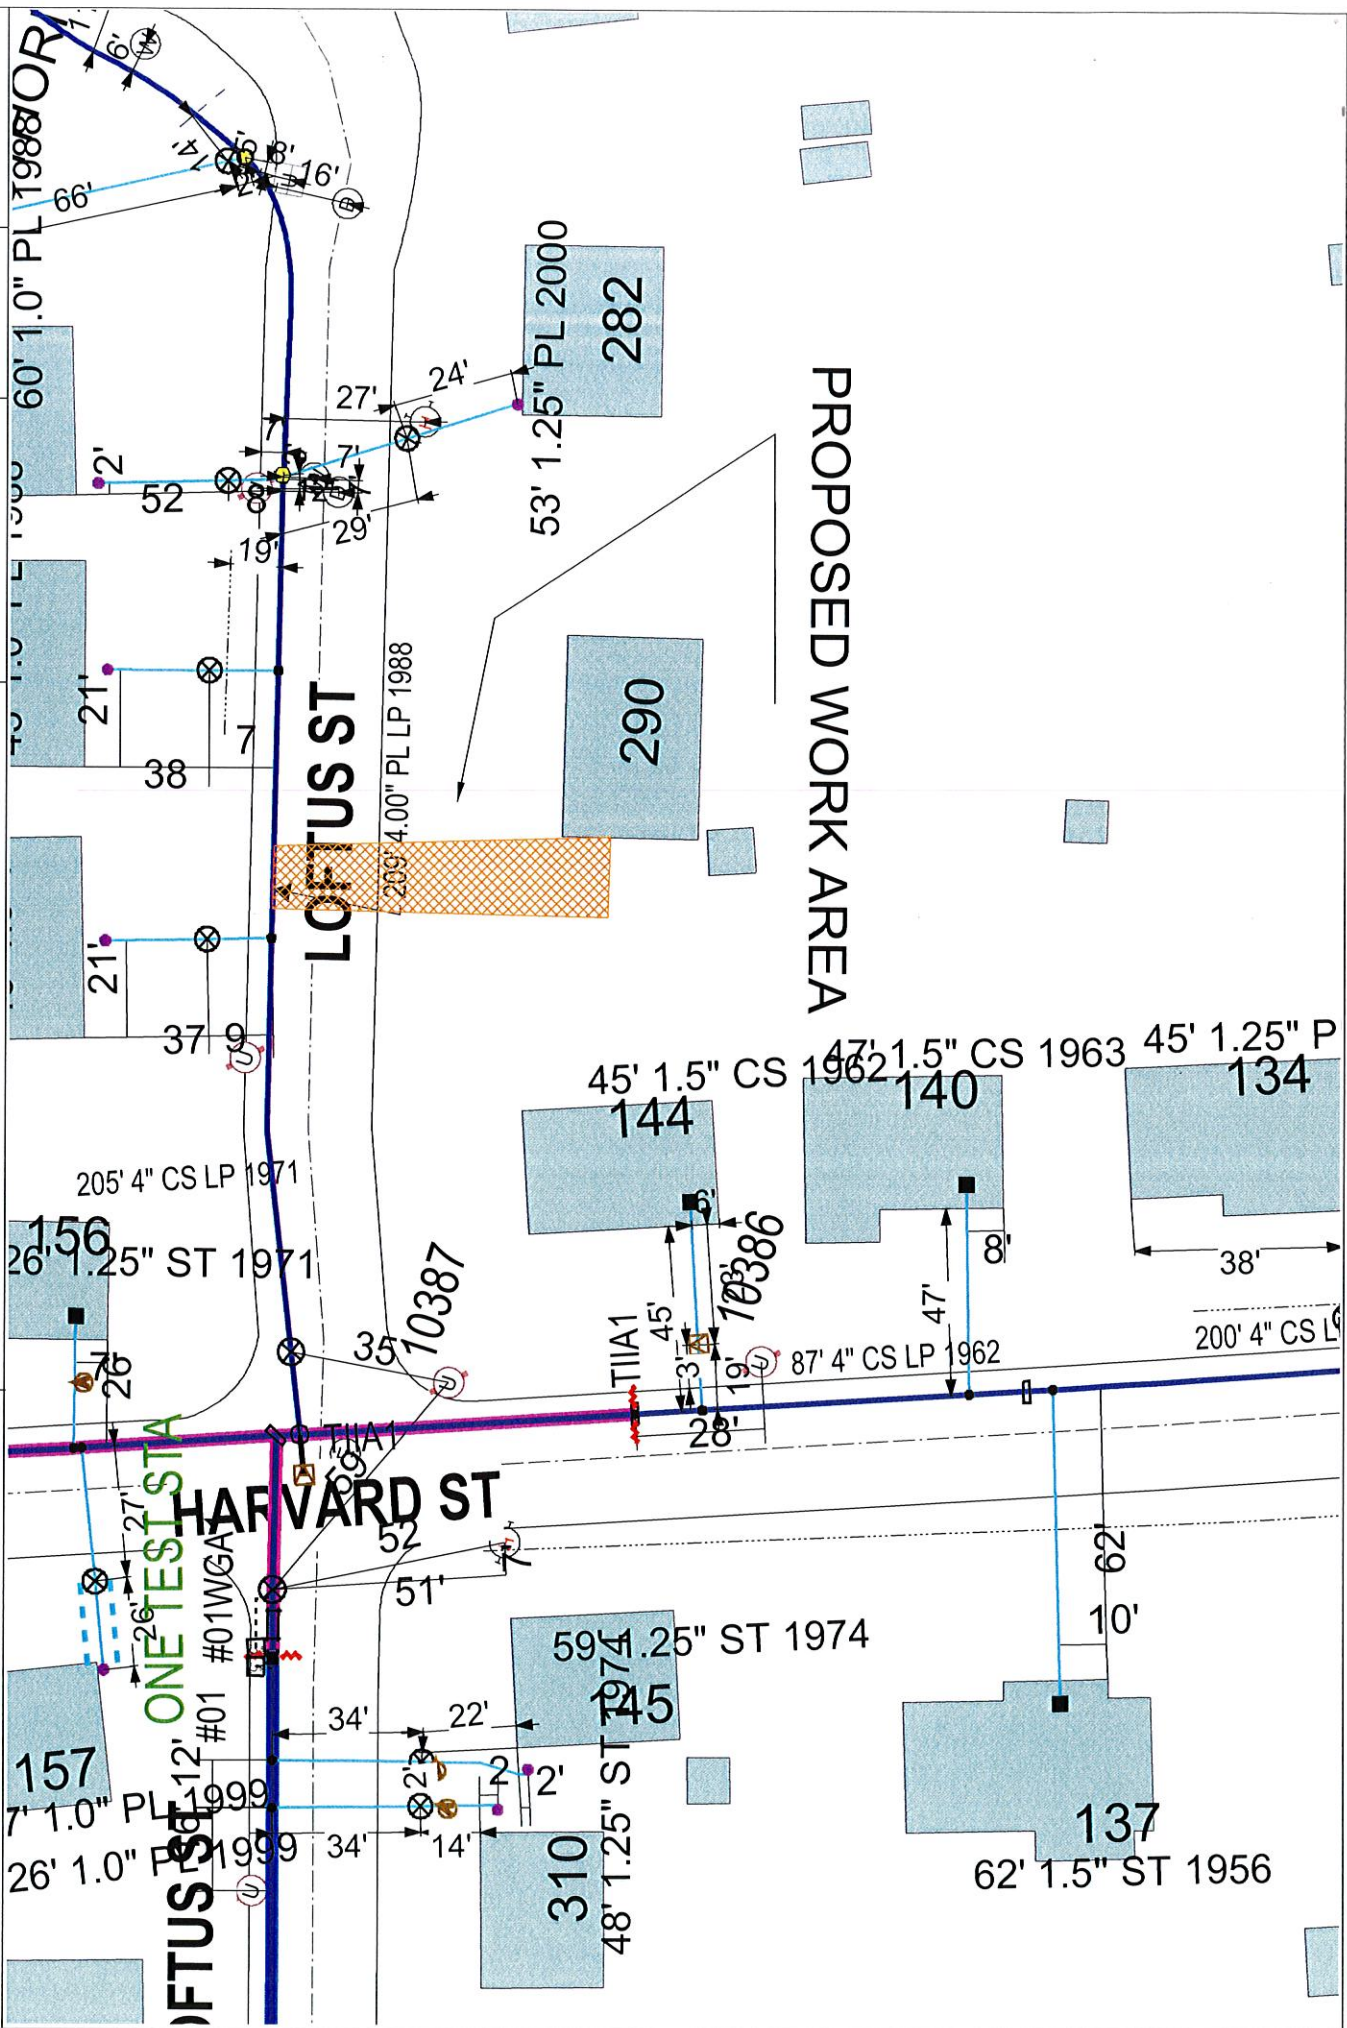 6'
W
60' 1.0" PL 1988
66'
8'
16'
D
282
53' 1.25" PL 2000
27'
24'
7'
2'
52
8
29'
19'
PROPOSED WORK AREA
21'
7
38
LOFTUS ST
209' 4.00" PL LP 1988
290
21'
37
9
U
45' 1.5" CS 1962
47' 1.5" CS 1963
45' 1.25" P
144
140
134
205' 4" CS LP 1971
156
26' 1.25" ST 1971
10387
35
U
6'
10386
45'
3'
19'
U
28'
TIIA1
87' 4" CS LP 1962
47'
8'
38'
200' 4" CS L
7
26'
TIIA1
59'
HARVARD ST
52
51'
7
27'
26'
ONE TEST STA
#01WGA
#01
62'
10'
59' 1.25" ST 1974
145
34'
22'
2'
2
2'
34'
14'
157
12'
7' 1.0" PL 1999
26' 1.0" PL 1999
U
OFTUS ST
310
48' 1.25" ST 1974
137
62' 1.5" ST 1956